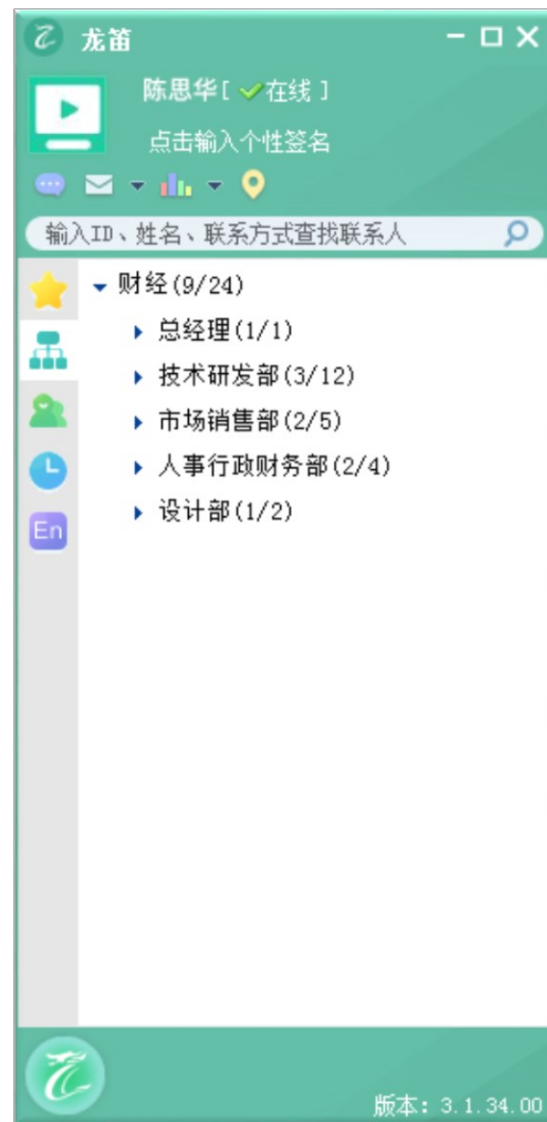 龙笛
陈思华[ 在线 ]
点击输入个性签名
输入ID、姓名、联系方式查找联系人
财经(9/24)
总经理(1/1)
技术研发部(3/12)
市场销售部(2/5)
人事行政财务部(2/4)
设计部(1/2)
En
版本: 3.1.34.00